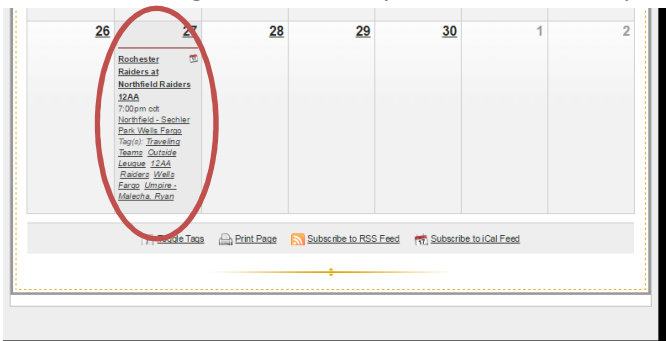 26 27 28 29 30 1 2
Rochester
Raiders at
Northfield Raiders
12AA
7:00pm cdt
Northfield - Sechler
Park Wells Fargo
Tag(s): Traveling
Teams Outside
League 12AA
Raiders Wells
Fargo Umpire -
Malecha, Ryan
Toggle Tags Print Page Subscribe to RSS Feed Subscribe to iCal Feed